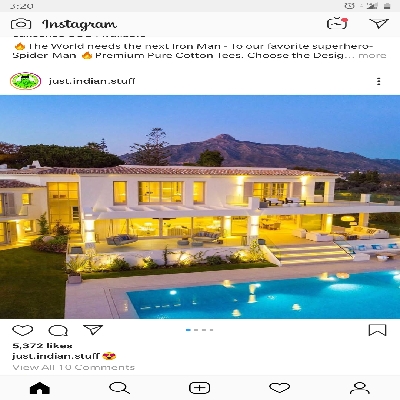 3:20
Instagram
🔥The World needs the next Iron Man - To our favorite superhero-
Spider-Man 🔥Premium Pure Cotton Tees. Choose the Desig... more
just.indian.stuff
5,372 likes
just.indian.stuff 😍
View All 10 Comments